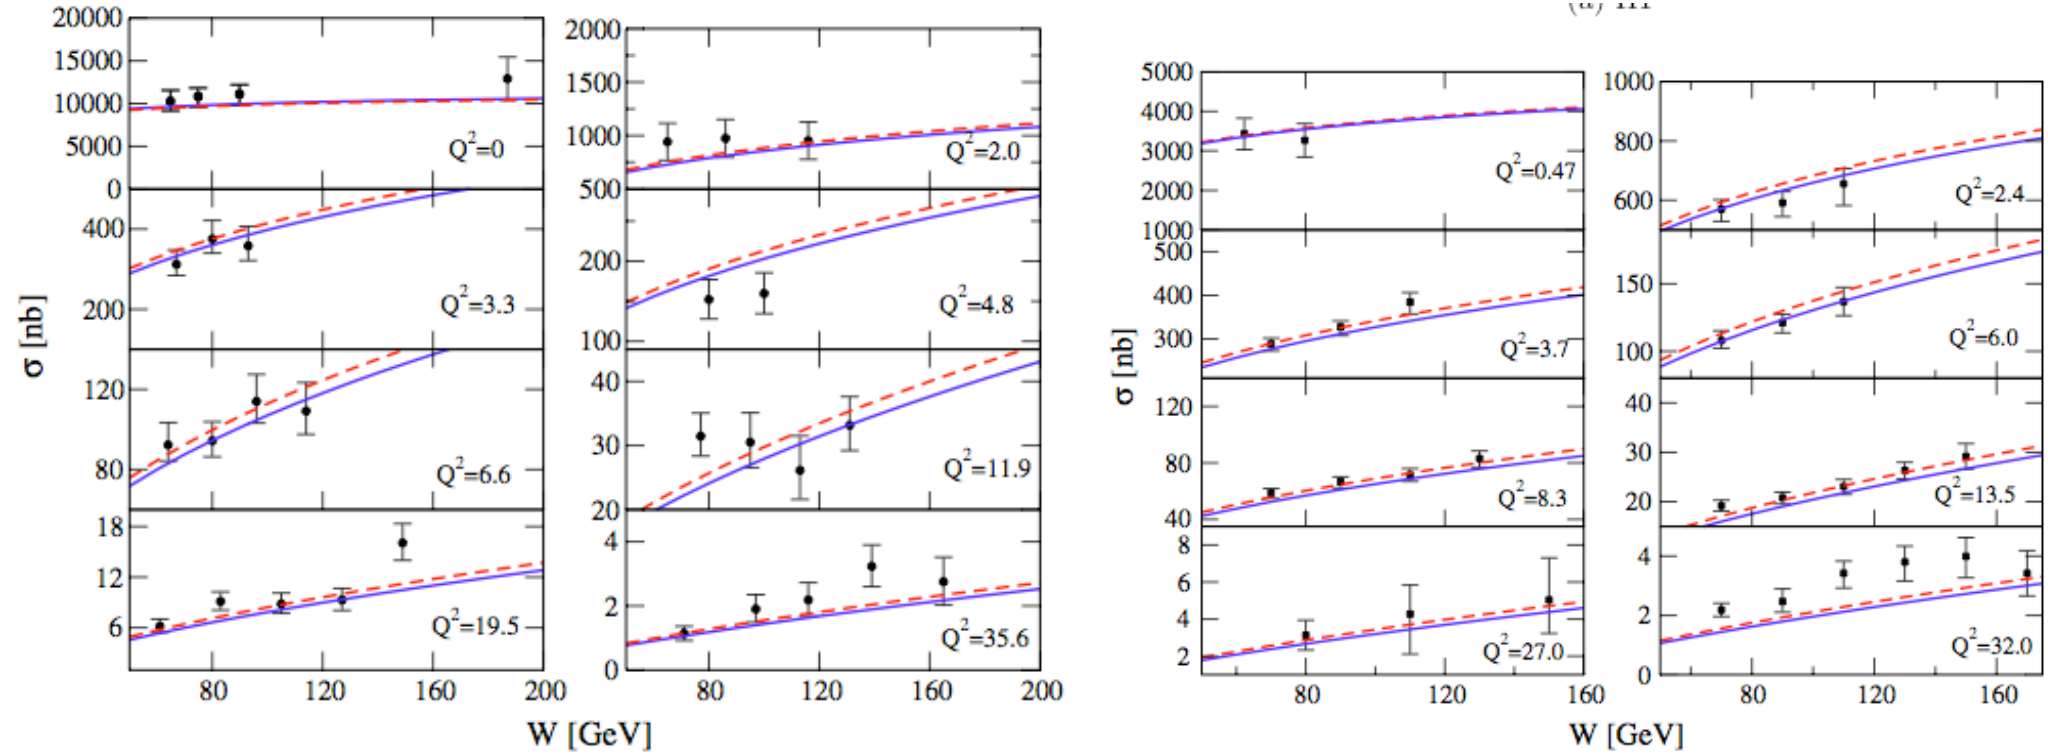 20000
15000
10000
5000
0
Q²=0
2000
1500
1000
500
Q²=2.0
400
200
Q²=3.3
200
100
Q²=4.8
120
80
Q²=6.6
40
30
20
Q²=11.9
18
12
6
Q²=19.5
4
2
0
Q²=35.6
80 120 160 200
80 120 160 200
σ [nb]
W [GeV]
5000
4000
3000
2000
1000
Q²=0.47
1000
800
600
Q²=2.4
500
400
300
Q²=3.7
150
100
Q²=6.0
120
80
40
Q²=8.3
40
30
20
Q²=13.5
8
6
4
2
Q²=27.0
4
2
0
Q²=32.0
80 120 160
80 120 160
σ [nb]
W [GeV]